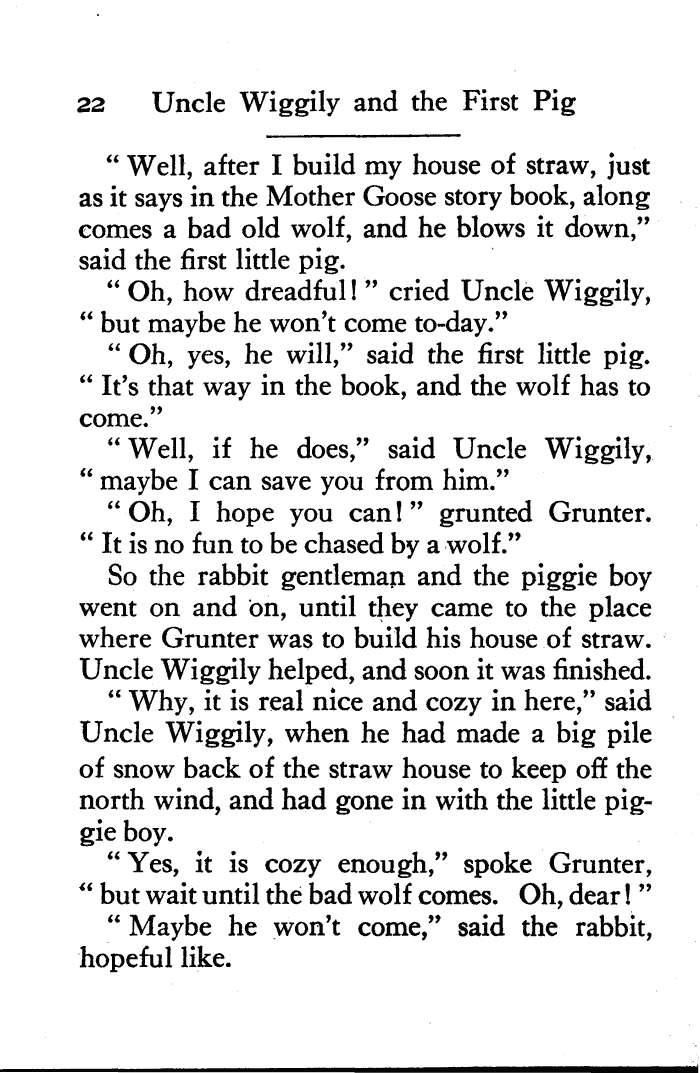 22 Uncle Wiggily and the First Pig
“ Well, after I build my house of straw, just
as it says in the Mother Goose story book, along
comes a bad old wolf, and he blows it down,”
said the first little pig.
“ Oh, how dreadful! ” cried Uncle Wiggily,
“ but maybe he won’t come to-day.”
“ Oh, yes, he will,” said the first little pig.
“ It’s that way in the book, and the wolf has to
come.”
“ Well, if he does,” said Uncle Wiggily,
“ maybe I can save you from him.”
“ Oh, I hope you can! ” grunted Grunter.
“ It is no fun to be chased by a wolf.”
So the rabbit gentleman and the piggie boy
went on and on, until they came to the place
where Grunter was to build his house of straw.
Uncle Wiggily helped, and soon it was finished.
“ Why, it is real nice and cozy in here,” said
Uncle Wiggily, when he had made a big pile
of snow back of the straw house to keep off the
north wind, and had gone in with the little pig-
gie boy.
“ Yes, it is cozy enough,” spoke Grunter,
“ but wait until the bad wolf comes. Oh, dear! ”
“ Maybe he won’t come,” said the rabbit,
hopeful like.